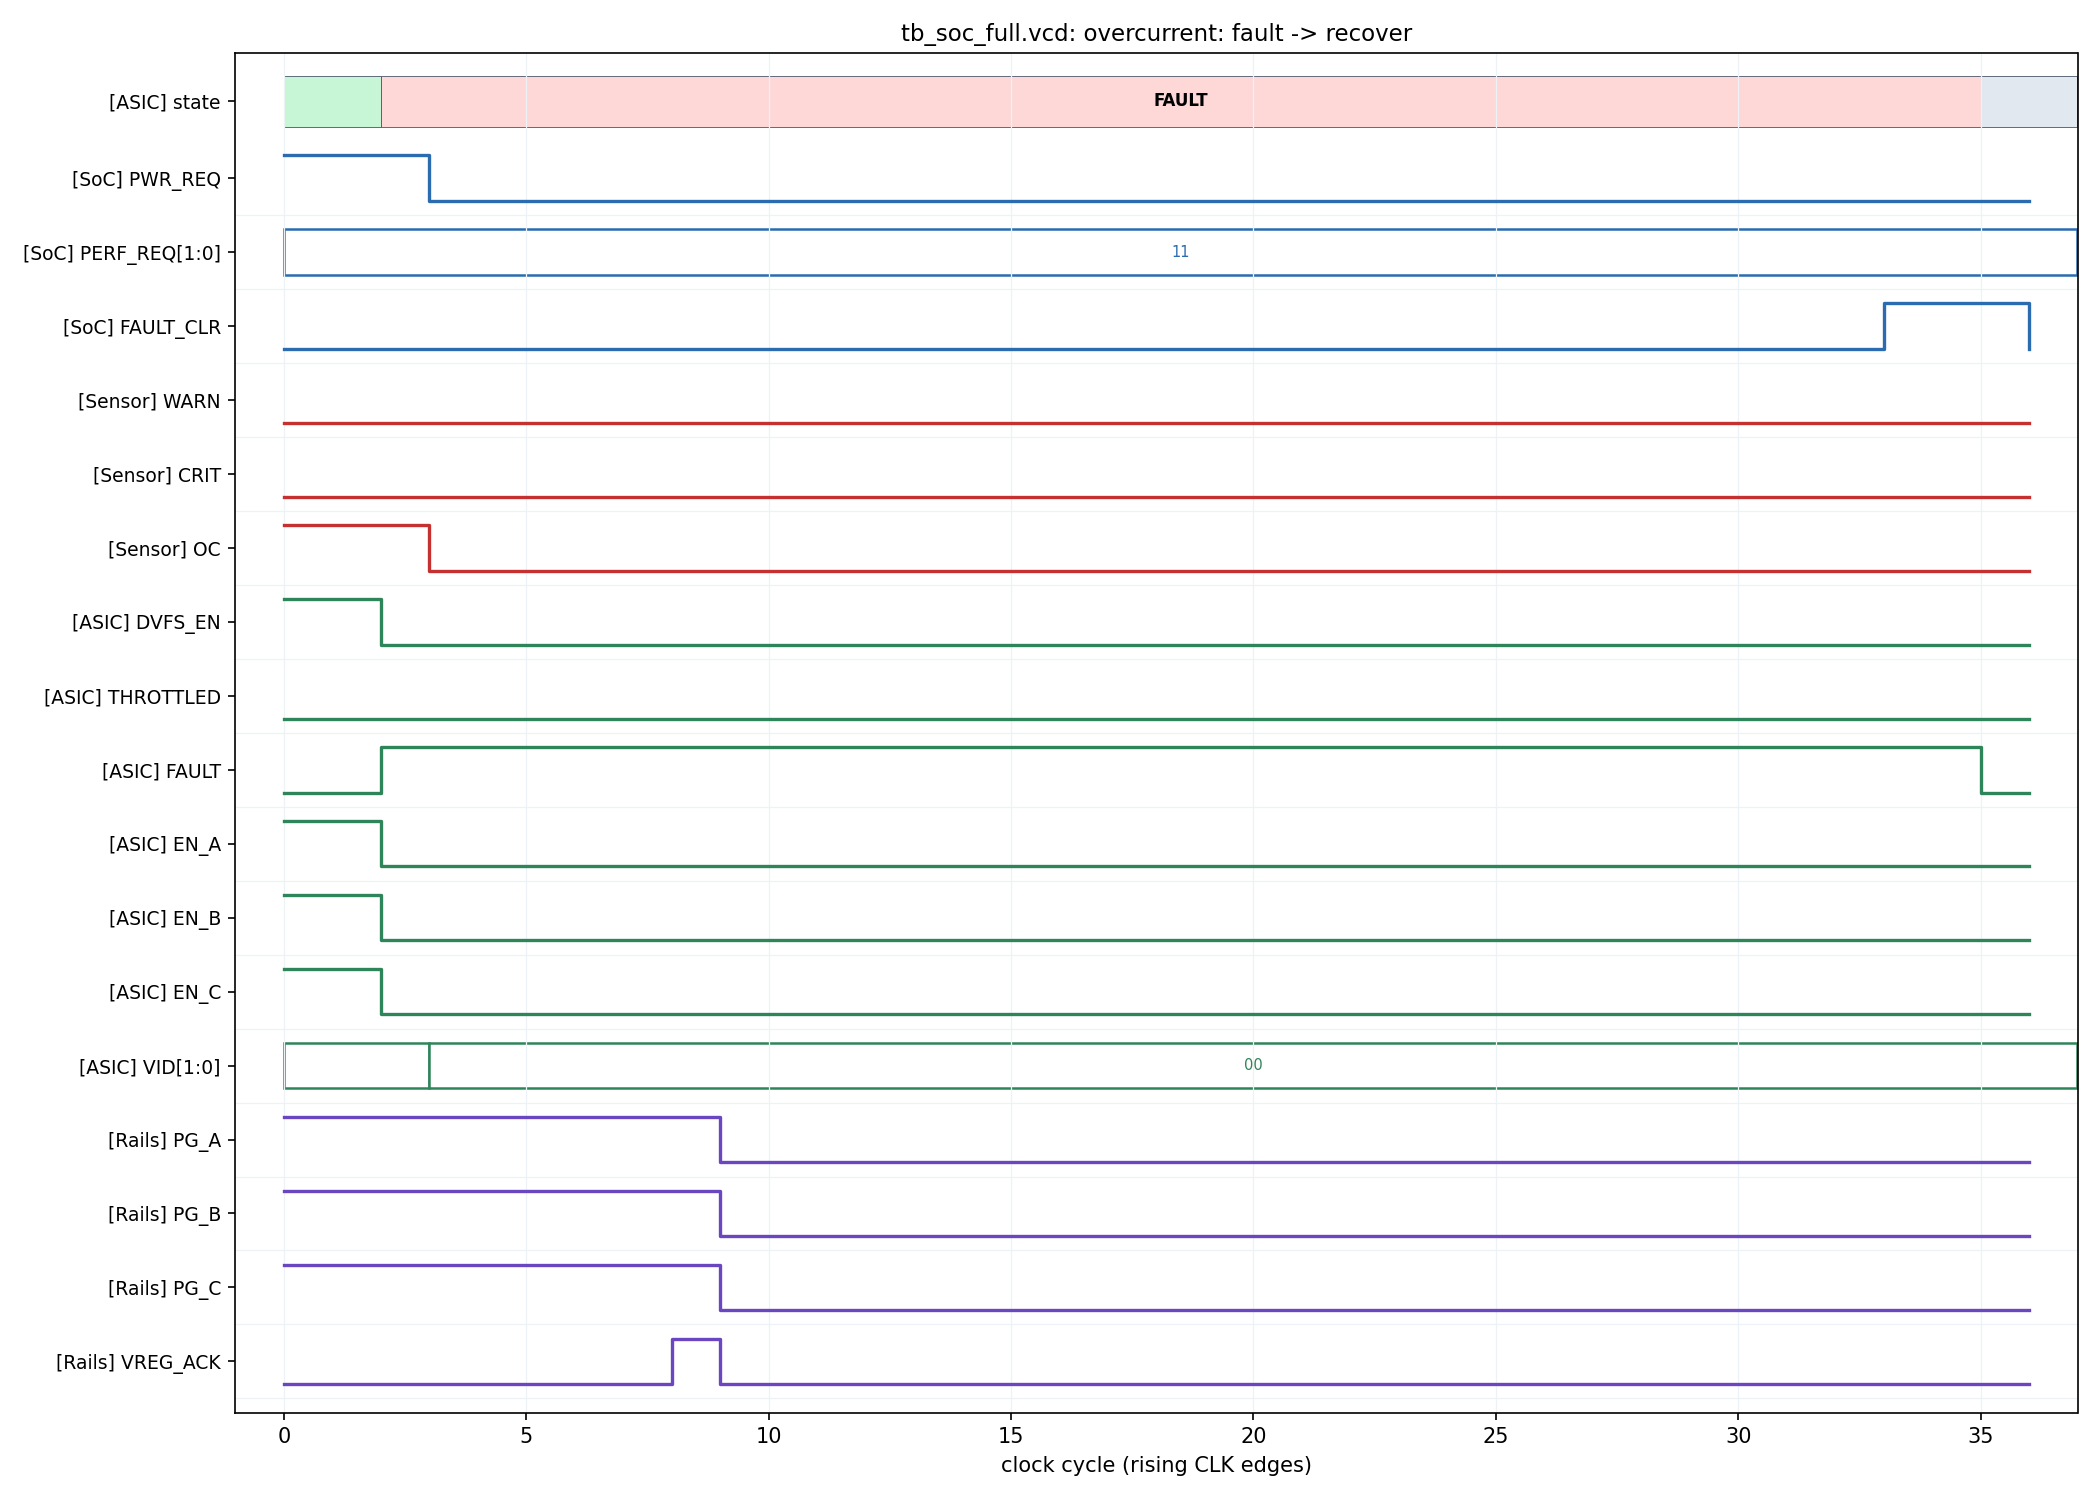 tb_soc_full.vcd: overcurrent: fault -> recover
[ASIC] state
FAULT
[SoC] PWR_REQ
[SoC] PERF_REQ[1:0]
11
[SoC] FAULT_CLR
[Sensor] WARN
[Sensor] CRIT
[Sensor] OC
[ASIC] DVFS_EN
[ASIC] THROTTLED
[ASIC] FAULT
[ASIC] EN_A
[ASIC] EN_B
[ASIC] EN_C
[ASIC] VID[1:0]
00
[Rails] PG_A
[Rails] PG_B
[Rails] PG_C
[Rails] VREG_ACK
0 5 10 15 20 25 30 35
clock cycle (rising CLK edges)